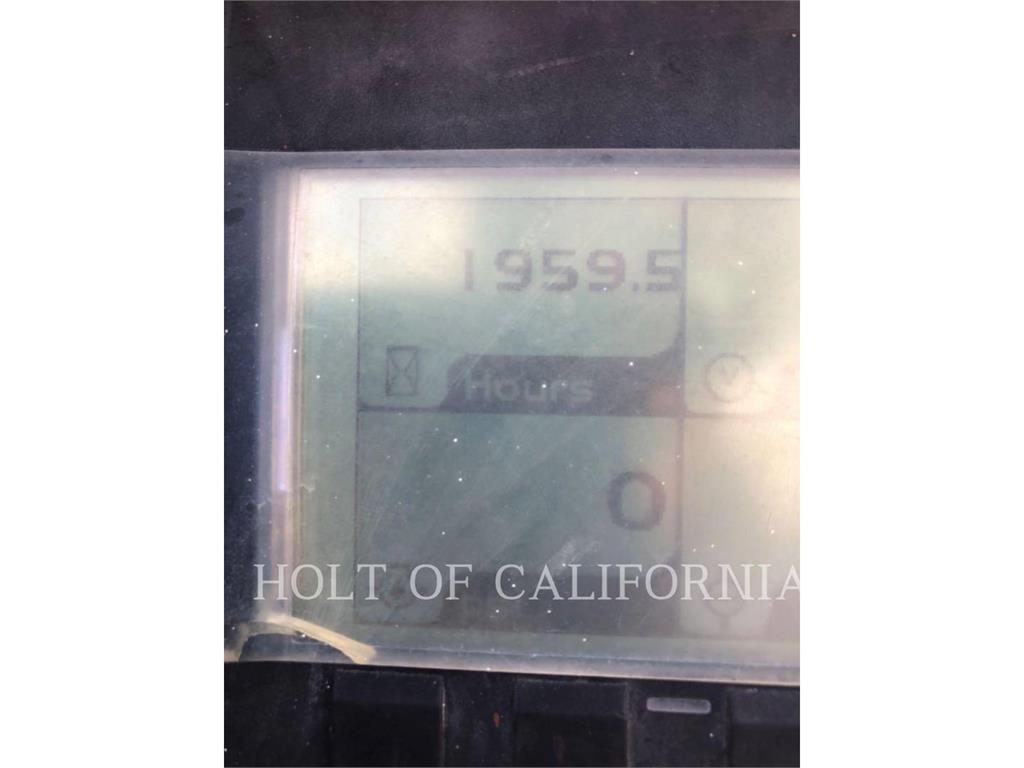 1959.5
Hours
V
0
HOLT OF CALIFORNIA